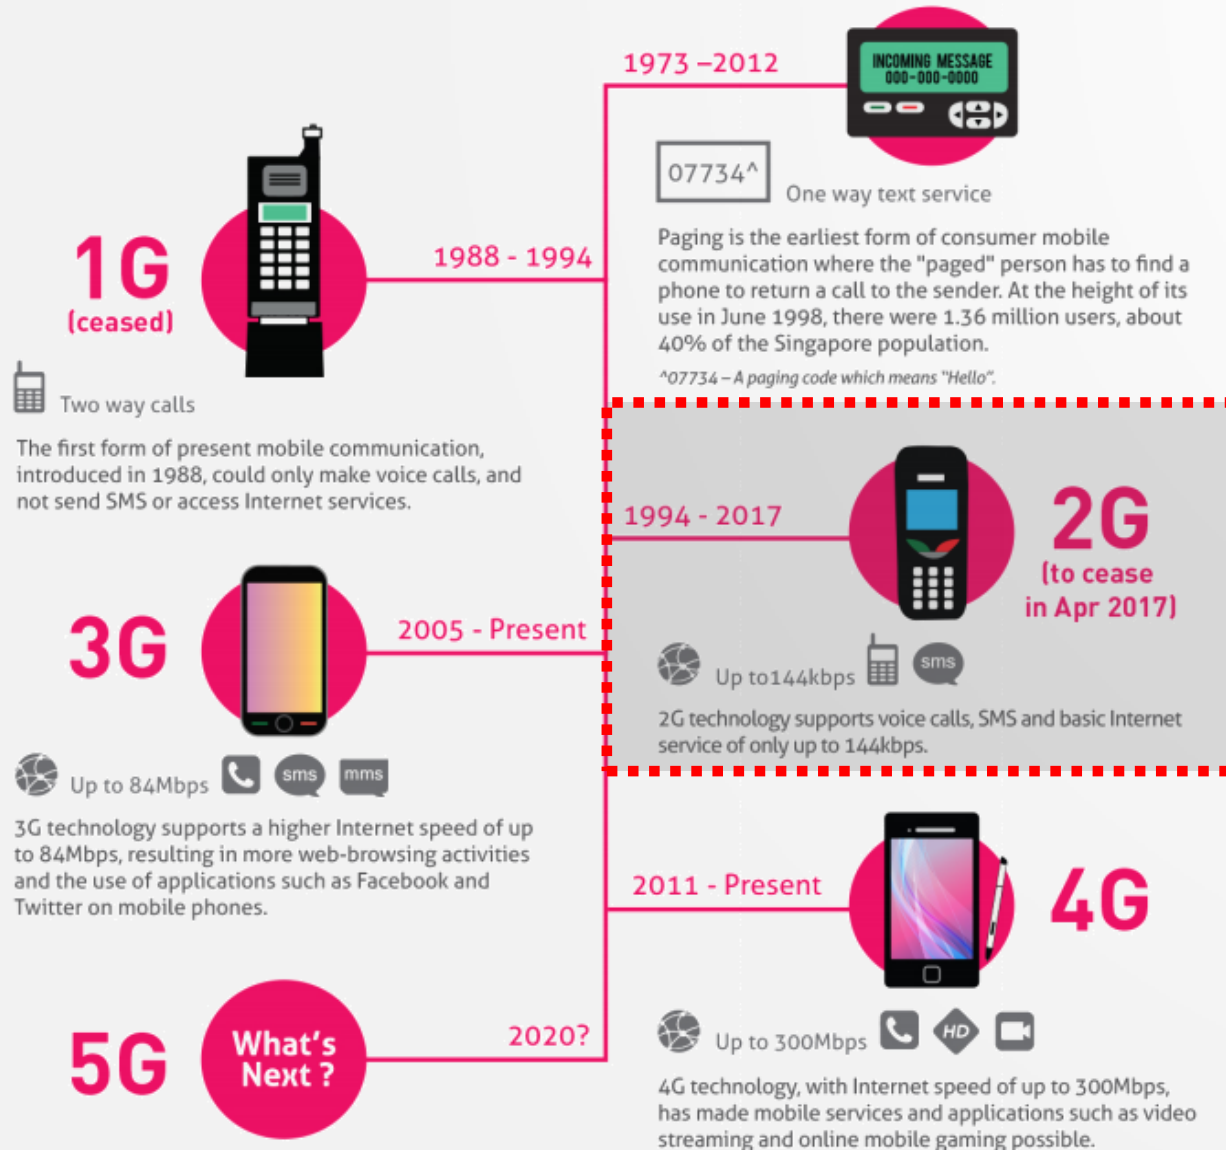 1973 –2012
INCOMING MESSAGE
000-000-0000
07734^
One way text service
Paging is the earliest form of consumer mobile
communication where the "paged" person has to find a
phone to return a call to the sender. At the height of its
use in June 1998, there were 1.36 million users, about
40% of the Singapore population.
^07734 – A paging code which means "Hello".
1G
(ceased)
1988 - 1994
Two way calls
The first form of present mobile communication,
introduced in 1988, could only make voice calls, and
not send SMS or access Internet services.
1994 - 2017
2G
(to cease
in Apr 2017)
Up to144kbps
sms
2G technology supports voice calls, SMS and basic Internet
service of only up to 144kbps.
3G
2005 - Present
Up to 84Mbps
sms
mms
3G technology supports a higher Internet speed of up
to 84Mbps, resulting in more web-browsing activities
and the use of applications such as Facebook and
Twitter on mobile phones.
2011 - Present
4G
Up to 300Mbps
HD
4G technology, with Internet speed of up to 300Mbps,
has made mobile services and applications such as video
streaming and online mobile gaming possible.
5G
What's
Next ?
2020?